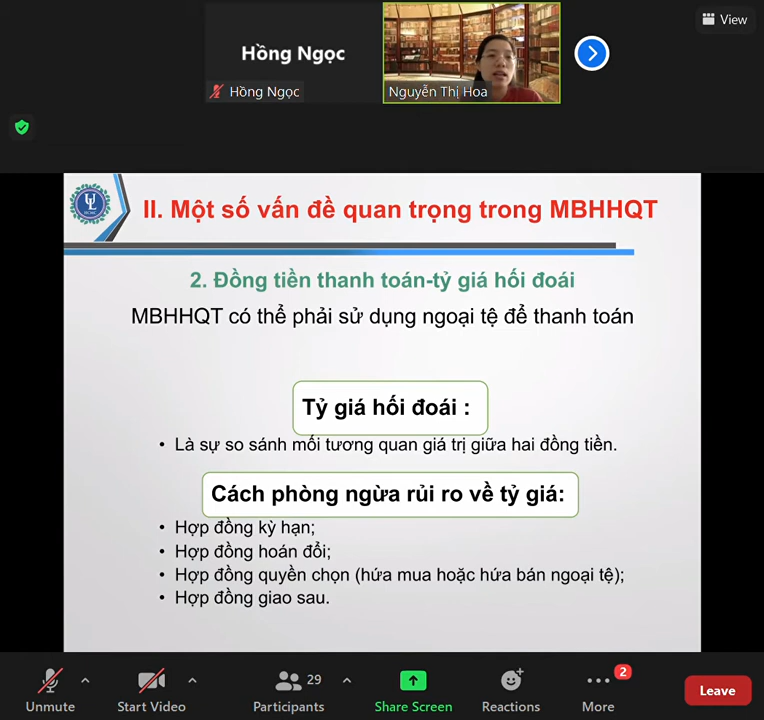 View
Hồng Ngọc
Hồng Ngọc
Nguyễn Thị Hoa
II. Một số vấn đề quan trọng trong MBHHQT
2. Đồng tiền thanh toán-tỷ giá hối đoái
MBHHQT có thể phải sử dụng ngoại tệ để thanh toán
Tỷ giá hối đoái :
• Là sự so sánh mối tương quan giá trị giữa hai đồng tiền.
Cách phòng ngừa rủi ro về tỷ giá:
• Hợp đồng kỳ hạn;
• Hợp đồng hoán đổi;
• Hợp đồng quyền chọn (hứa mua hoặc hứa bán ngoại tệ);
• Hợp đồng giao sau.
29
2
Unmute
Start Video
Participants
Share Screen
Reactions
More
Leave